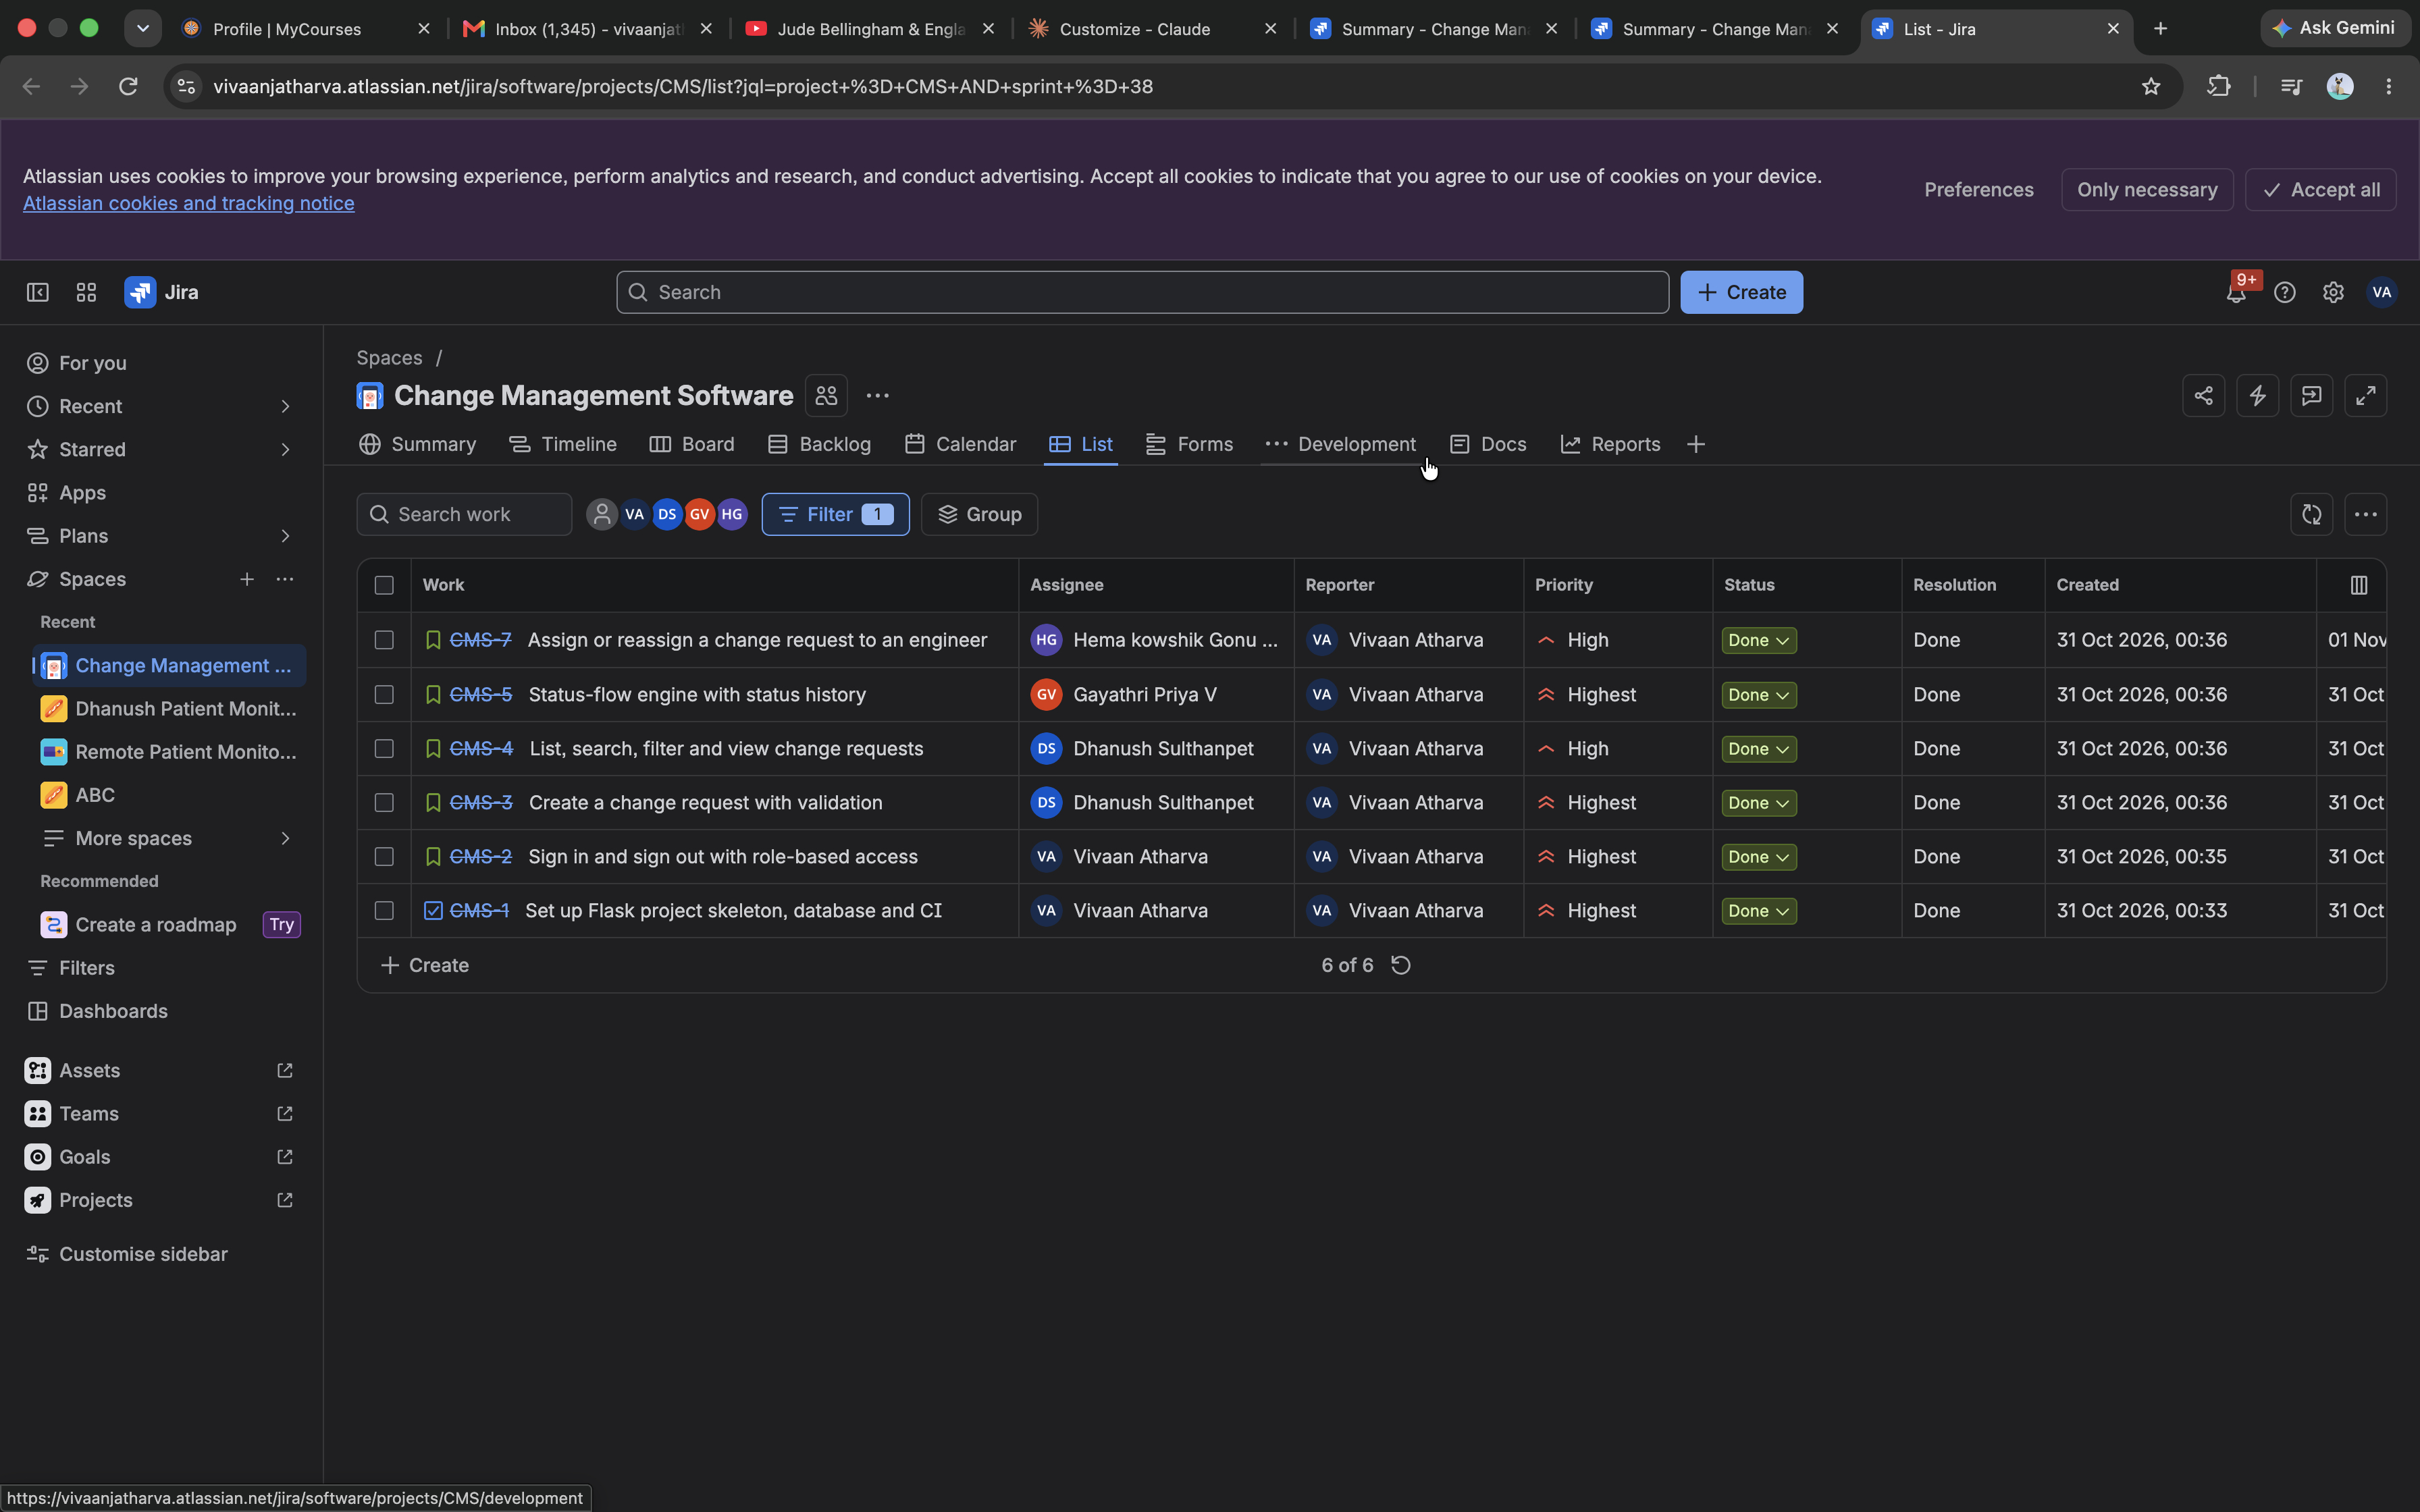 Profile | MyCourses
Inbox (1,345) - vivaanjat
Jude Bellingham & Engla
Customize - Claude
Summary - Change Man
Summary - Change Man
List - Jira
Ask Gemini
vivaanjatharva.atlassian.net/jira/software/projects/CMS/list?jql=project+%3D+CMS+AND+sprint+%3D+38
Atlassian uses cookies to improve your browsing experience, perform analytics and research, and conduct advertising. Accept all cookies to indicate that you agree to our use of cookies on your device.
Atlassian cookies and tracking notice
Preferences
Only necessary
Accept all
Jira
Search
Create
9+
VA
For you
Recent
Starred
Apps
Plans
Spaces
Recent
Change Management ...
Dhanush Patient Monit...
Remote Patient Monito...
ABC
More spaces
Recommended
Create a roadmap Try
Filters
Dashboards
Assets
Teams
Goals
Projects
Customise sidebar
Spaces /
Change Management Software
Summary Timeline Board Backlog Calendar List Forms Development Docs Reports
Search work VA DS GV HG Filter 1 Group
Work Assignee Reporter Priority Status Resolution Created
CMS-7 Assign or reassign a change request to an engineer HG Hema kowshik Gonu ... VA Vivaan Atharva High Done Done 31 Oct 2026, 00:36 01 Nov
CMS-5 Status-flow engine with status history GV Gayathri Priya V VA Vivaan Atharva Highest Done Done 31 Oct 2026, 00:36 31 Oct
CMS-4 List, search, filter and view change requests DS Dhanush Sulthanpet VA Vivaan Atharva High Done Done 31 Oct 2026, 00:36 31 Oct
CMS-3 Create a change request with validation DS Dhanush Sulthanpet VA Vivaan Atharva Highest Done Done 31 Oct 2026, 00:36 31 Oct
CMS-2 Sign in and sign out with role-based access VA Vivaan Atharva VA Vivaan Atharva Highest Done Done 31 Oct 2026, 00:35 31 Oct
CMS-1 Set up Flask project skeleton, database and CI VA Vivaan Atharva VA Vivaan Atharva Highest Done Done 31 Oct 2026, 00:33 31 Oct
Create
6 of 6
https://vivaanjatharva.atlassian.net/jira/software/projects/CMS/development